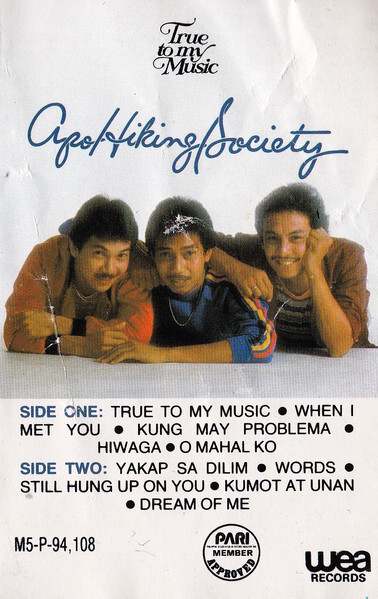 True
to my
Music
Apo Hiking Society
SIDE ONE: TRUE TO MY MUSIC ● WHEN I
MET YOU ● KUNG MAY PROBLEMA ●
HIWAGA ● O MAHAL KO
SIDE TWO: YAKAP SA DILIM ● WORDS ●
STILL HUNG UP ON YOU ● KUMOT AT UNAN
● DREAM OF ME
M5-P-94,108
PARI
MEMBER
APPROVED
wea
RECORDS